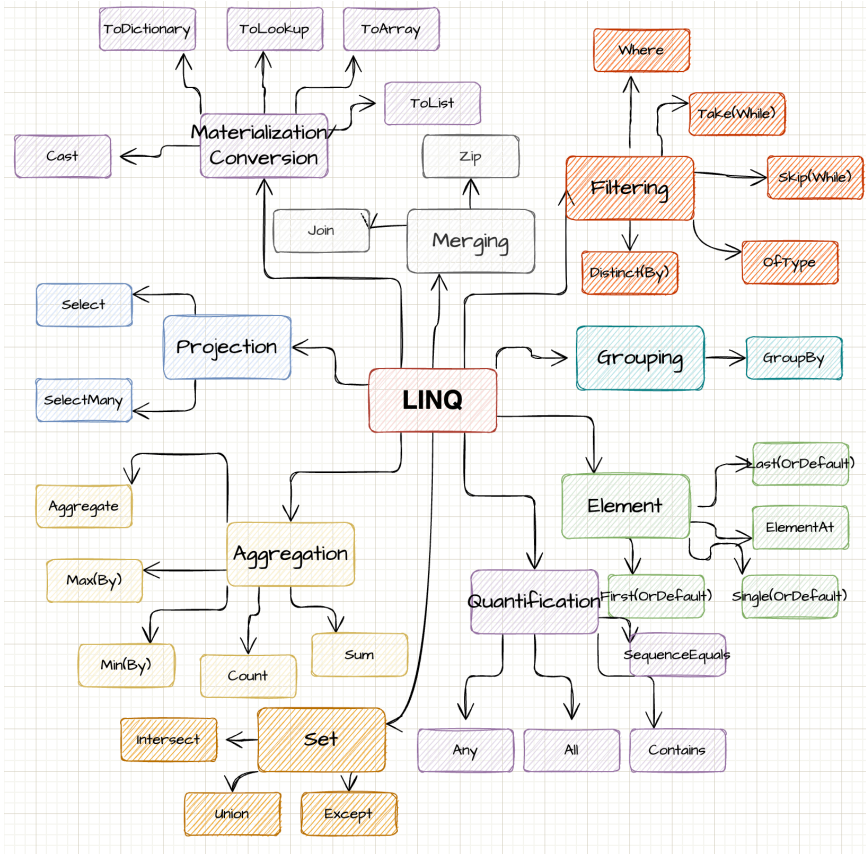 ToDictionary
ToLookup
ToArray
Where
ToList
Take(While)
Materialization/
Conversion
Cast
Zip
Skip(While)
Filtering
Join
Merging
Distinct(By)
OfType
Select
Projection
Grouping
GroupBy
SelectMany
LINQ
Last(OrDefault)
Aggregate
Element
ElementAt
Aggregation
Max(By)
Quantification
First(OrDefault)
Single(OrDefault)
Min(By)
Count
Sum
SequenceEquals
Intersect
Set
Any
All
Contains
Union
Except